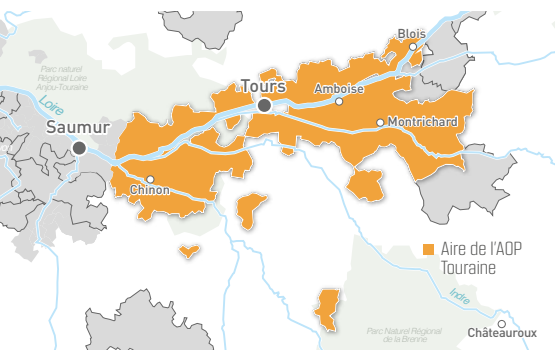 Blois
Parc naturel
Régional Loire
Anjou-Touraine
Loire
Tours
Amboise
Saumur
Montrichard
Chinon
Aire de l'AOP
Touraine
Indre
Parc Naturel Régional
de la Brenne
Châteauroux